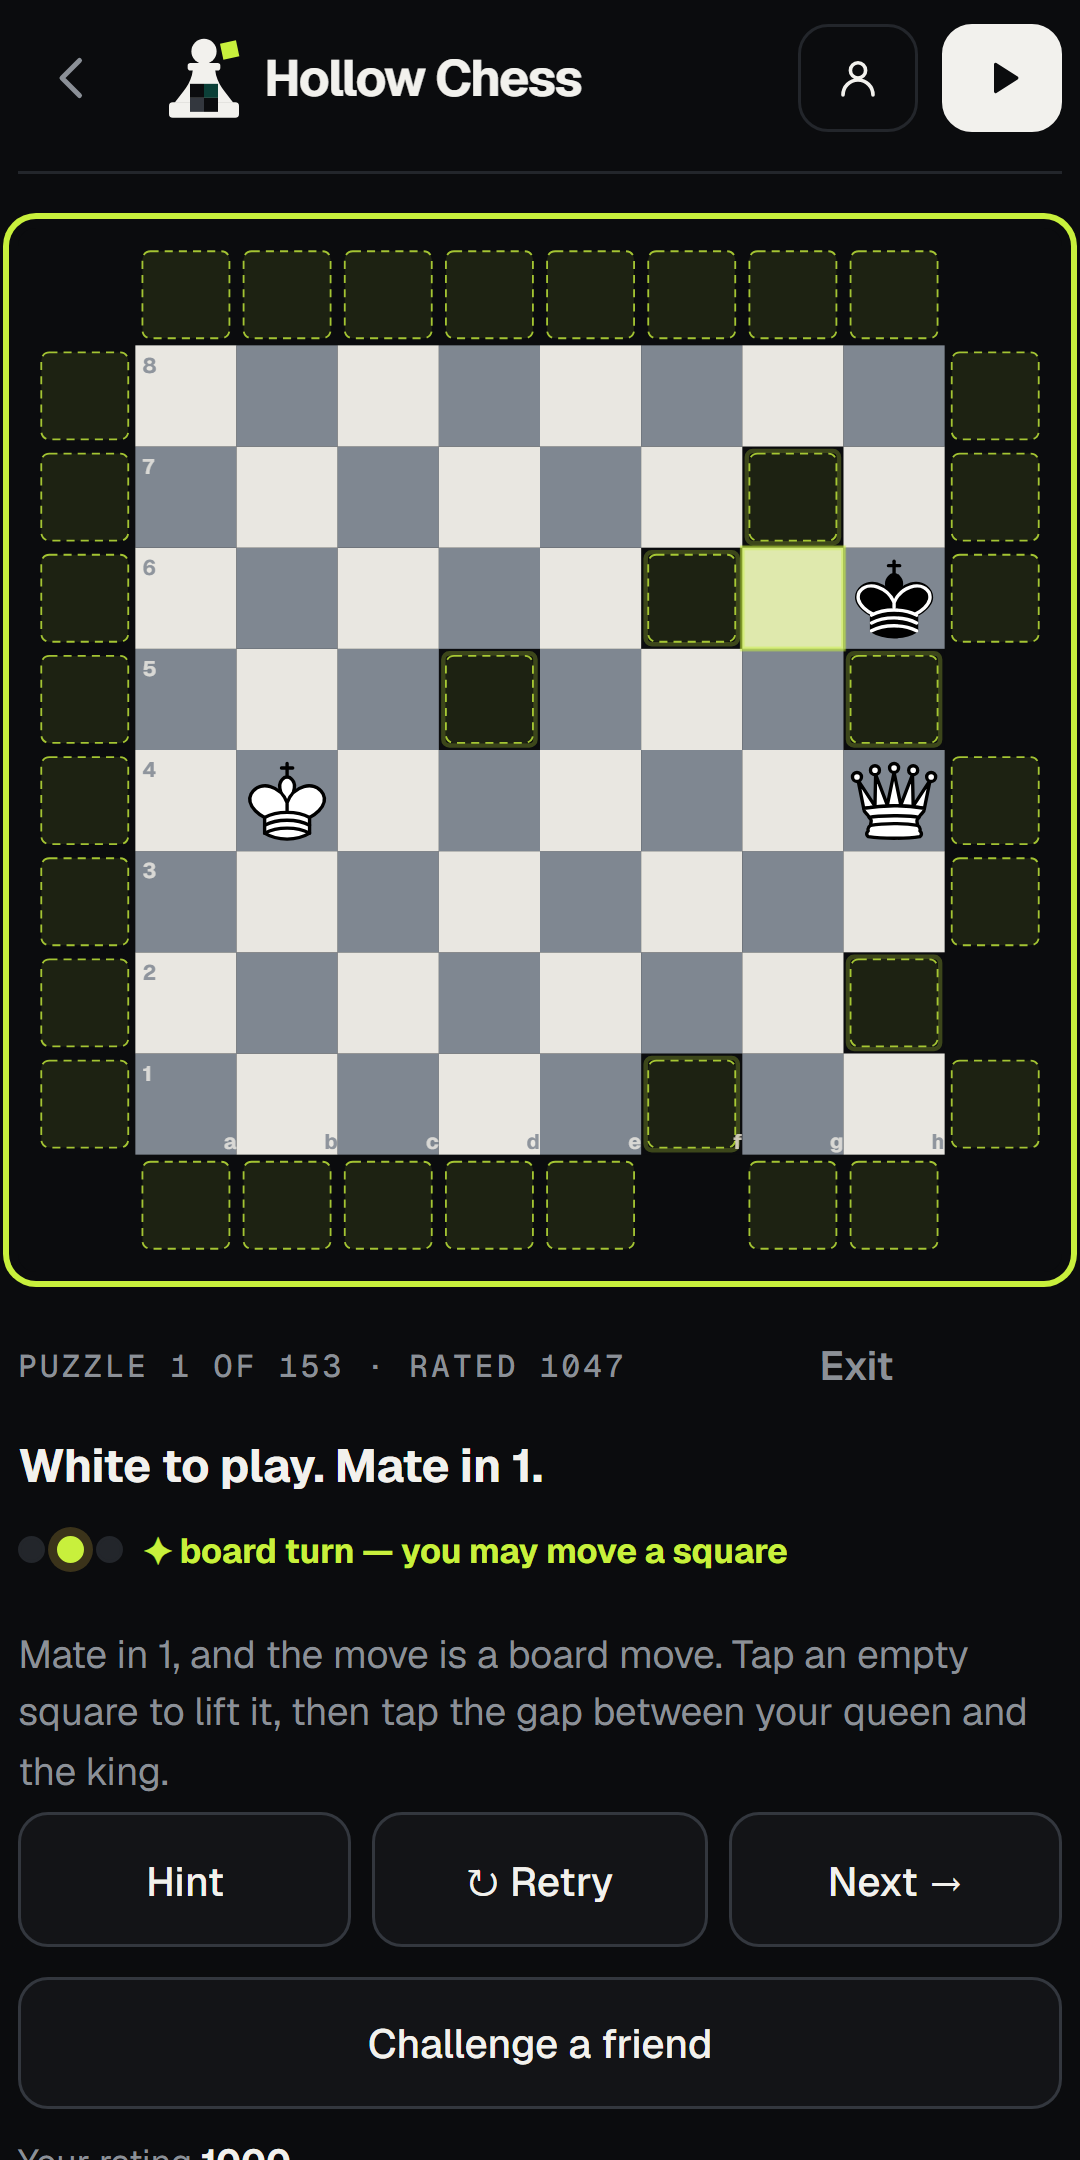 Hollow Chess
8
7
6
5
4
3
2
1
a b c d e f g h
PUZZLE 1 OF 153 · RATED 1047
Exit
White to play. Mate in 1.
✦ board turn — you may move a square
Mate in 1, and the move is a board move. Tap an empty
square to lift it, then tap the gap between your queen and
the king.
Hint
↻ Retry
Next →
Challenge a friend
Your rating 1000